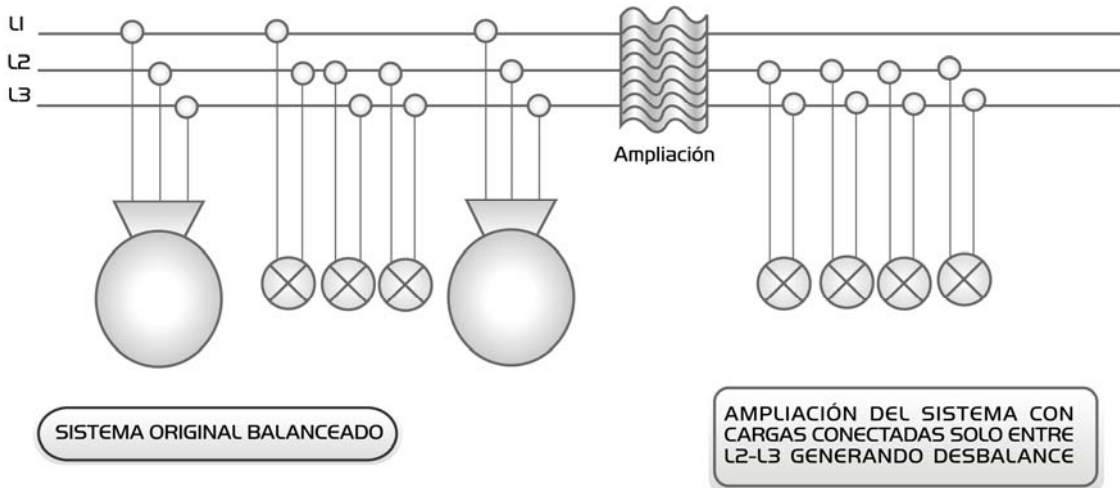 L1
L2
L3
Ampliación
SISTEMA ORIGINAL BALANCEADO
AMPLIACIÓN DEL SISTEMA CON
CARGAS CONECTADAS SOLO ENTRE
L2-L3 GENERANDO DESBALANCE